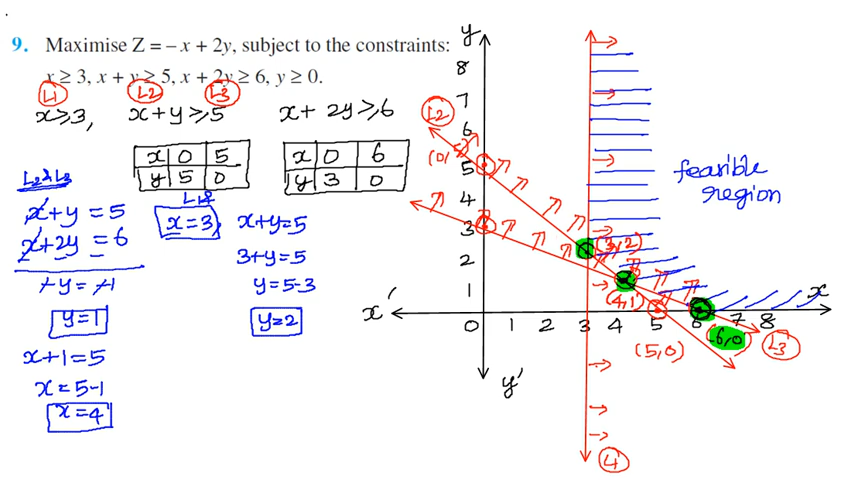 9. Maximise Z = – x + 2y, subject to the constraints:
x ≥ 3, x + y ≥ 5, x + 2y ≥ 6, y ≥ 0.
L1 L2 L3
x≥3, x+y≥5 x+ 2y≥6
x 0 5
y 5 0
x 0 6
y 3 0
L2&L3
x+y=5
x+2y=6
-y=-1
y=1
x+1=5
x=5-1
x=4
x=3, x+y=5
3+y=5
y=5-3
y=2
y
8
7
6
5
4
3
2
1
L2
(0,5)
feasible
region
(3,2)
(4,1)
x' 0 1 2 3 4 5 6 7 8 x
(5,0)
(6,0)
L3
y'
L1